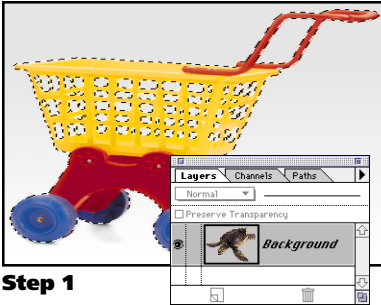 Layers Channels Paths
Normal
Preserve Transparency
Background
Step 1